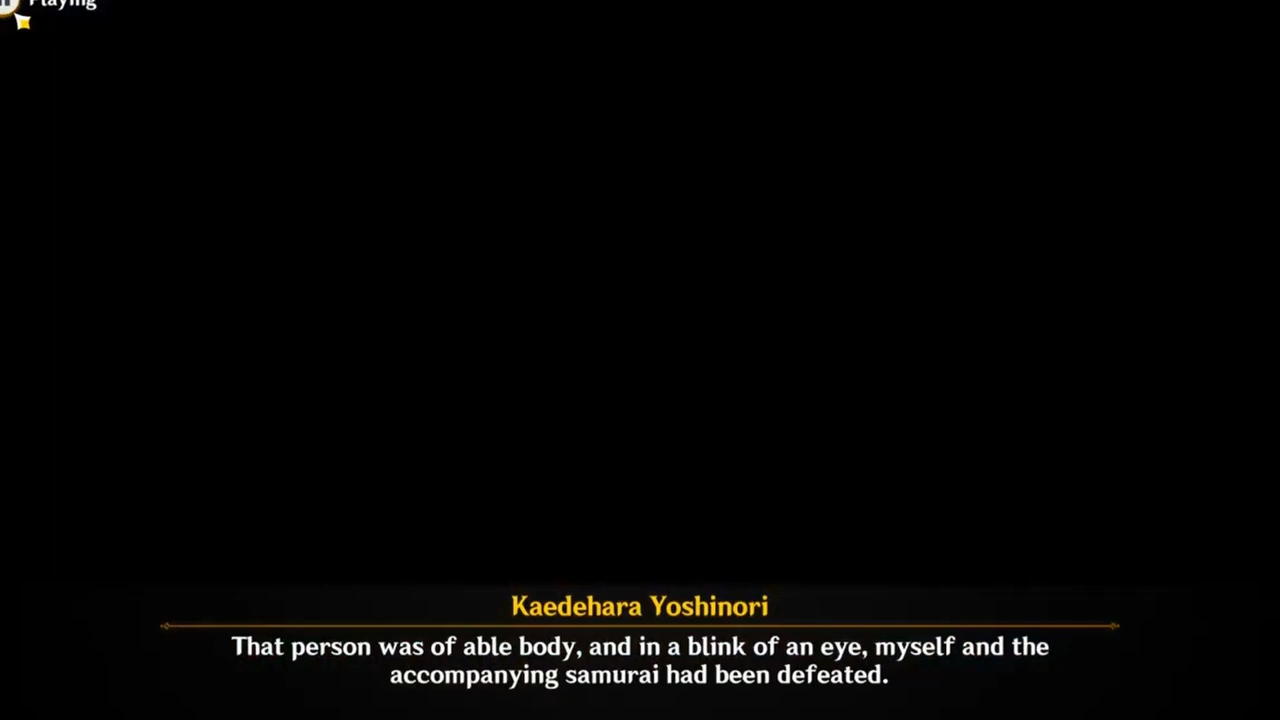 Playing
Kaedehara Yoshinori
That person was of able body, and in a blink of an eye, myself and the
accompanying samurai had been defeated.